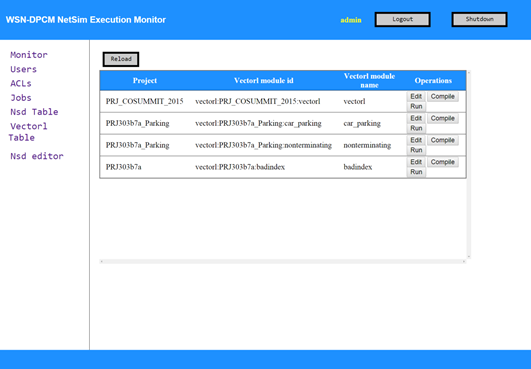 WSN-DPCM NetSim Execution Monitor
admin
Logout
Shutdown
Monitor
Users
ACLs
Jobs
Nsd Table
Vectorl
Table
Nsd editor
Reload
Project Vectorl module id Vectorl module
name Operations
PRJ_COSUMMIT_2015 vectorl:PRJ_COSUMMIT_2015:vectorl vectorl Edit Compile
Run
PRJ303b7a_Parking vectorl:PRJ303b7a_Parking:car_parking car_parking Edit Compile
Run
PRJ303b7a_Parking vectorl:PRJ303b7a_Parking:nonterminating nonterminating Edit Compile
Run
PRJ303b7a vectorl:PRJ303b7a:badindex badindex Edit Compile
Run